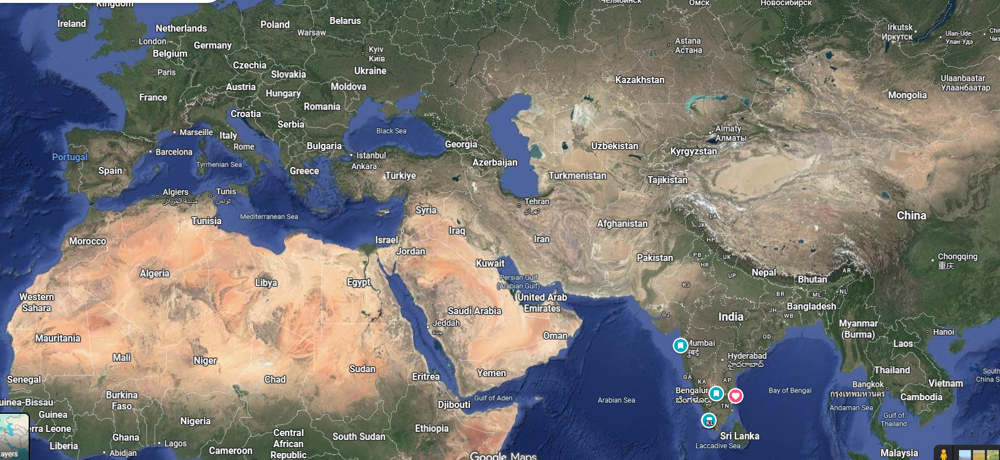 Kingdom
Челябинск
Омск
Новосибирск
Ireland
Netherlands
Poland
Belarus
Warsaw
Irkutsk
Иркутск
Ulan-Ude
Улан-Удэ
London
Germany
Belgium
Astana
Астана
Kyiv
Київ
Czechia
Paris
Slovakia
Ukraine
Kazakhstan
Ulaanbaatar
Улаанбаатар
Austria
Hungary
Moldova
Mongolia
France
Romania
Croatia
Serbia
Marseille
Italy
Black Sea
Almaty
Алматы
Rome
Bulgaria
Georgia
Uzbekistan
Barcelona
Kyrgyzstan
Portugal
Istanbul
Azerbaijan
Tyrrhenian Sea
Ankara
Spain
Greece
Türkiye
Turkmenistan
Tajikistan
Algiers
مدينة الجزائر
Tunis
تونس
Tehran
تهران
Syria
Mediterranean Sea
LA
China
Tunisia
JK
Afghanistan
Iraq
Morocco
Israel
Iran
HP
Jordan
PB
UK
Pakistan
Chongqing
重庆
Kuwait
HR
Algeria
Nepal
AR
UP
Persian Gulf
(Arabian Gulf)
Bhutan
Libya
Egypt
RJ
NL
BR
ML
Western
Sahara
United Arab
Emirates
Bangladesh
Saudi Arabia
JH
WB
GJ
India
Jeddah
جدة
Myanmar
(Burma)
Hanoi
Mauritania
Oman
OD
Laos
Mumbai
Mali
Niger
Hyderabad
హైదరాబాద్
Sudan
Thailand
Senegal
Chad
Eritrea
Yemen
GA
KA
AP
South
China S
Vietnam
Bangkok
กรุงเทพมหานคร
Bengalur
ಬೆಂಗಳೂರು
Bay of Bengal
Burkina
Faso
Gulf of Aden
Arabian Sea
Cambodia
uinea-Bissau
Djibouti
TN
Andaman Sea
Guinea
Gulf of
Thailand
Nigeria
KL
erra Leone
Ethiopia
Ghana
Central
African
Republic
South Sudan
Sri Lanka
Liberia
Lagos
Laccadive Sea
Cameroon
Abidjan
Malaysia
ayers
Google Maps